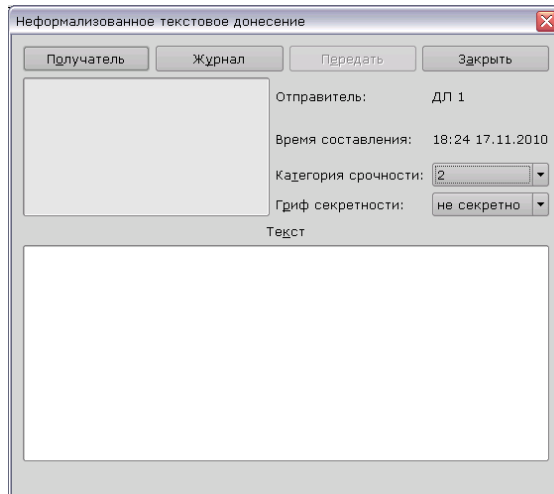 Неформализованное текстовое донесение
Получатель Журнал Передать Закрыть
Отправитель: ДП 1
Время составления: 18:24 17.11.2010
Категория срочности: 2
Гриф секретности: не секретно
Текст